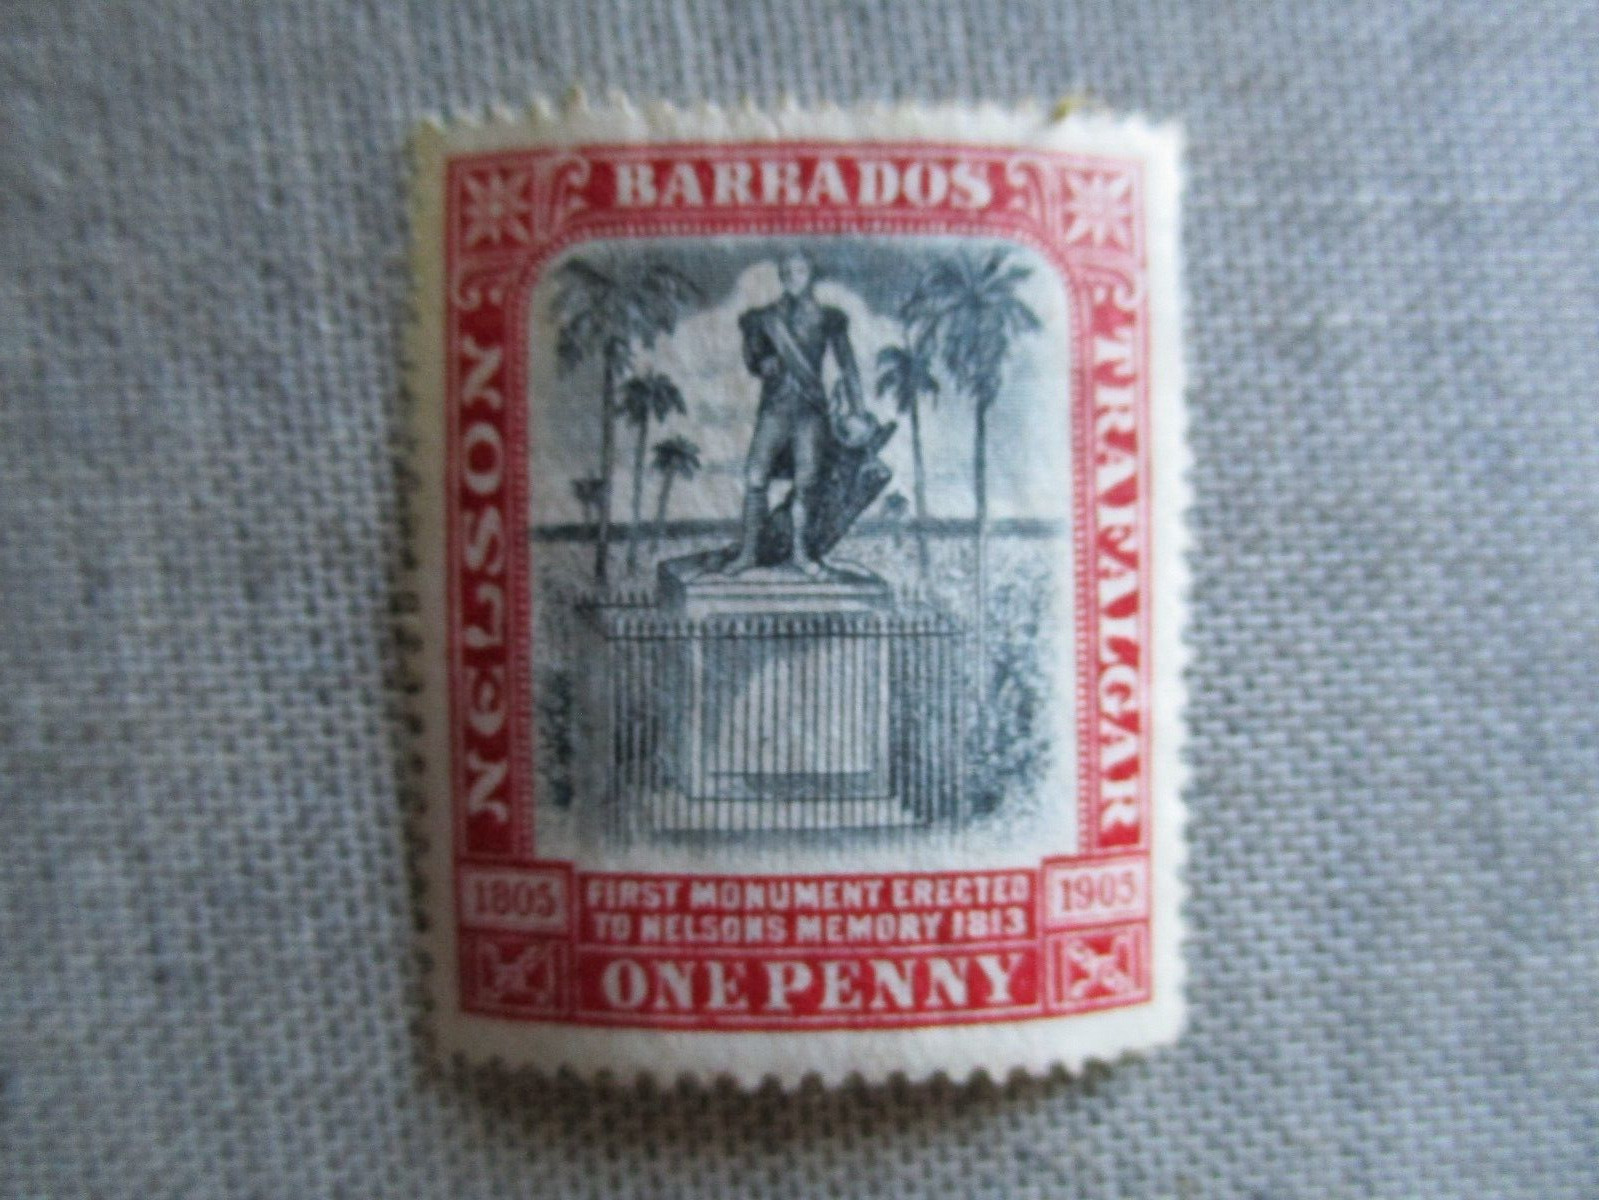 BARBADOS
NELSON
TRAFALGAR
1805
FIRST MONUMENT ERECTED
TO NELSONS MEMORY 1813
1905
ONE PENNY